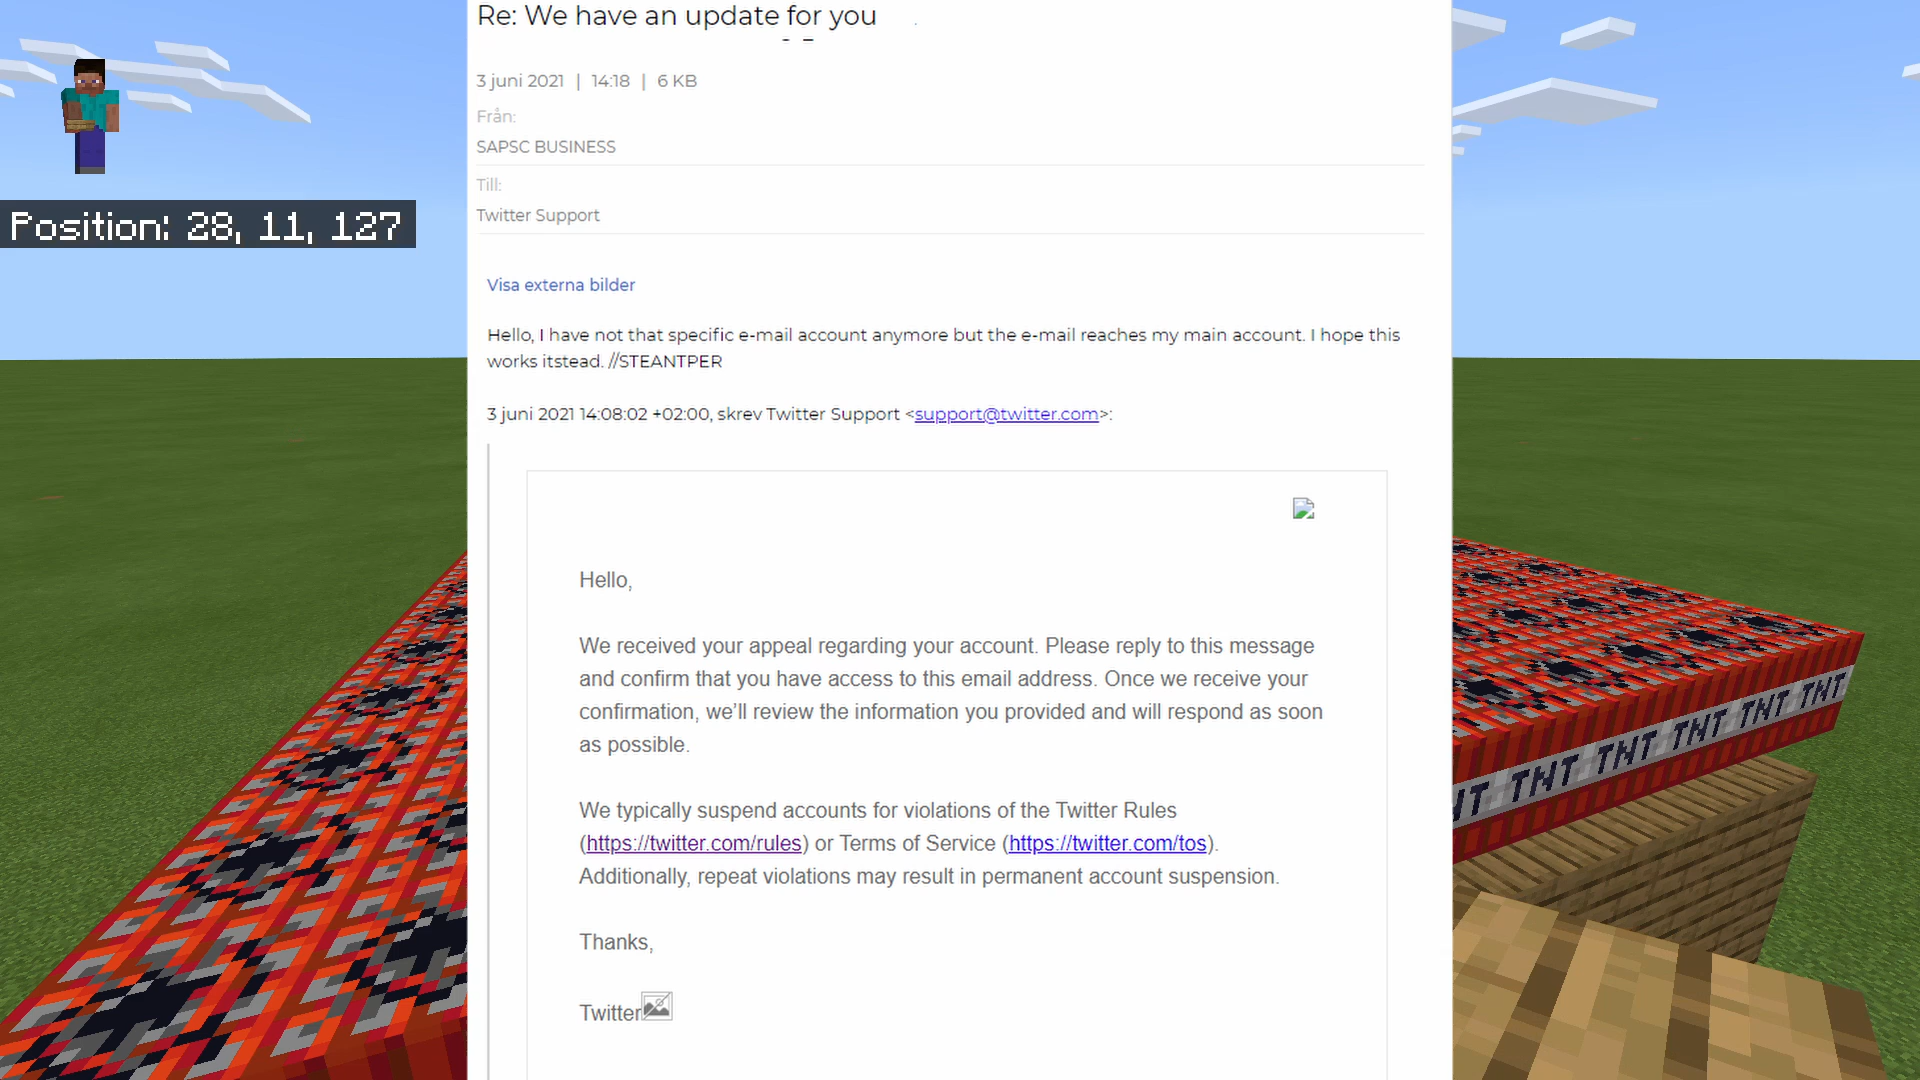 Re: We have an update for you
3 juni 2021 | 14:18 | 6 KB
Från:
SAPSC BUSINESS
Till:
Twitter Support
Position: 28, 11, 127
Visa externa bilder
Hello, I have not that specific e-mail account anymore but the e-mail reaches my main account. I hope this
works itstead. //STEANTPER
3 juni 2021 14:08:02 +02:00, skrev Twitter Support <support@twitter.com>:
Hello,
We received your appeal regarding your account. Please reply to this message
and confirm that you have access to this email address. Once we receive your
confirmation, we’ll review the information you provided and will respond as soon
as possible.
We typically suspend accounts for violations of the Twitter Rules
(https://twitter.com/rules) or Terms of Service (https://twitter.com/tos).
Additionally, repeat violations may result in permanent account suspension.
Thanks,
Twitter
TNT TNT TNT TNT